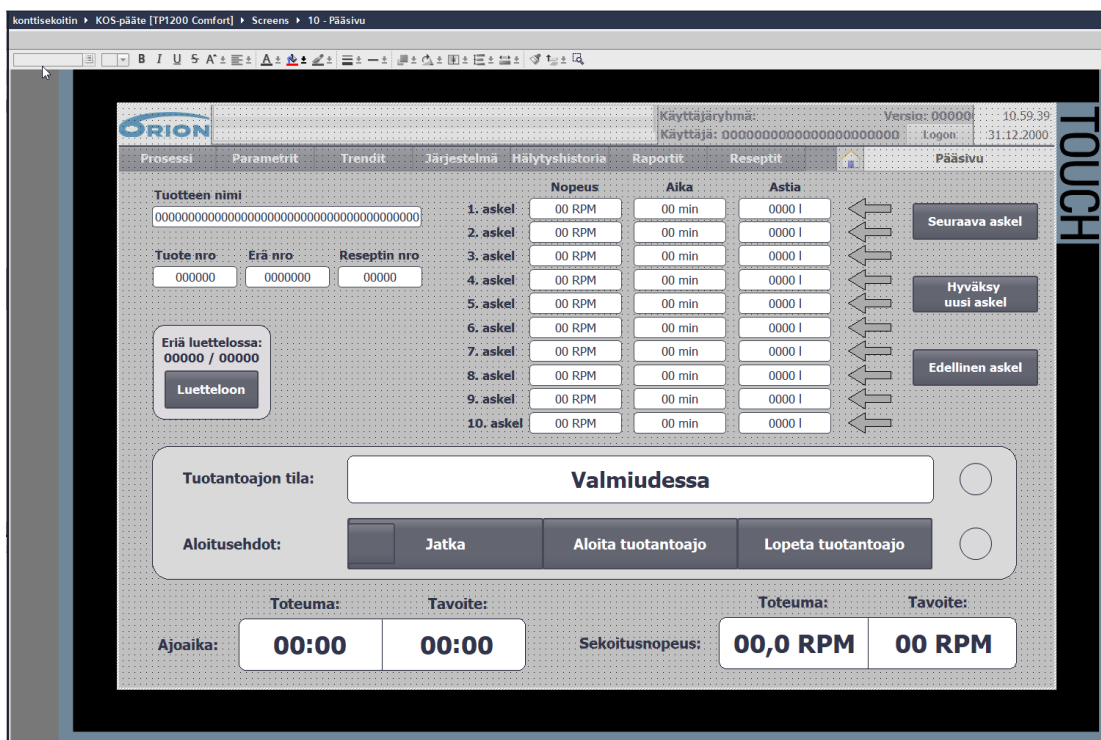 konttisekoitin ▸ KOS-pääte [TP1200 Comfort] ▸ Screens ▸ 10 - Pääsivu
B I U S A
ORION
Käyttäjäryhmä: Versio: 00000 10.59.39
Käyttäjä: 00000000000000000000000 Logon 31.12.2000
TOUCH
Prosessi Parametrit Trendit Järjestelmä Hälytyshistoria Raportit Reseptit Pääsivu
Nopeus Aika Astia
Tuotteen nimi
0000000000000000000000000000000000000000
1. askel 00 RPM 00 min 0000 l
Seuraava askel
2. askel 00 RPM 00 min 0000 l
Tuote nro Erä nro Reseptin nro
3. askel 00 RPM 00 min 0000 l
000000 0000000 00000
4. askel 00 RPM 00 min 0000 l
Hyväksy
uusi askel
5. askel 00 RPM 00 min 0000 l
6. askel 00 RPM 00 min 0000 l
Eriä luettelossa:
00000 / 00000
7. askel 00 RPM 00 min 0000 l
Edellinen askel
8. askel 00 RPM 00 min 0000 l
Luetteloon
9. askel 00 RPM 00 min 0000 l
10. askel 00 RPM 00 min 0000 l
Tuotantoajon tila: Valmiudessa
Aloitusehdot: Jatka Aloita tuotantoajo Lopeta tuotantoajo
Toteuma: Tavoite: Toteuma: Tavoite:
Ajoaika: 00:00 00:00 Sekoitusnopeus: 00,0 RPM 00 RPM